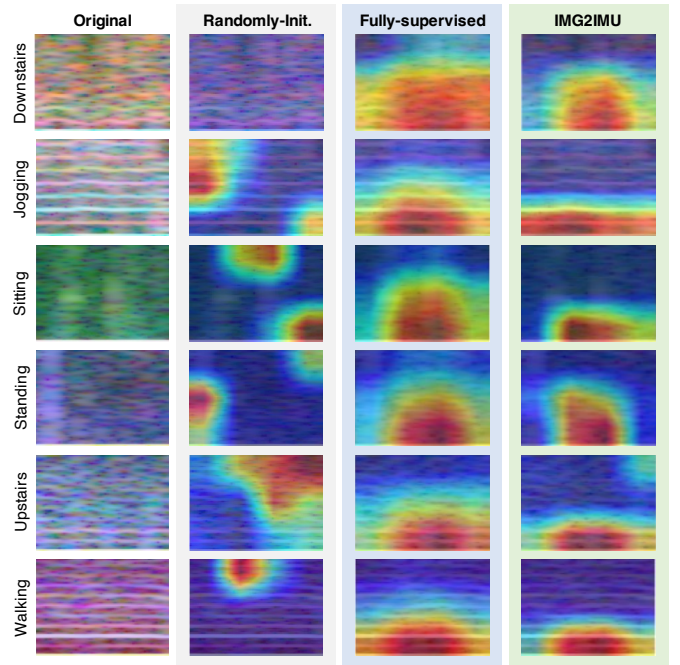 Original Randomly-Init. Fully-supervised IMG2IMU
Downstairs
Jogging
Sitting
Standing
Upstairs
Walking